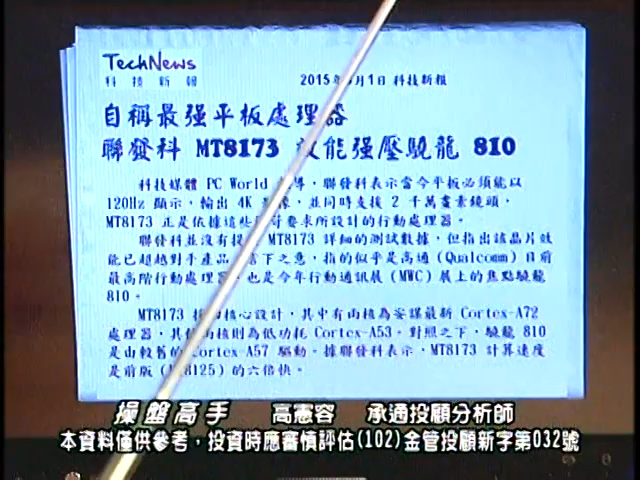 TechNews
科技新報
2015年 月1日 科技新報
自稱最强平板處理器
聯發科 MT8173 效能强壓驍龍 810
科技媒體 PC World 導，聯發科表示當今平板必須能以
120Hz 顯示，輸出 4K 影像，並同時支援 2 千萬畫素鏡頭，
MT8173 正是依據這些 要求所設計的行動處理器。
聯發科並沒有提 MT8173 詳細的測試數據，但指出該晶片效
能已超越對手產品 言下之意，指的似乎是高通 (Qualcomm) 目前
最高階行動處理器，也是今年行動通訊展 (MWC) 展上的焦點驍龍
810。
MT8173 採 核心設計，其中有兩核為安謀最新 Cortex-A72
處理器，其他兩核則為低功耗 Cortex-A53。對照之下，驍龍 810
是由較舊的 Cortex-A57 驅動。據聯發科表示，MT8173 計算速度
是前版 (MT8125) 的六倍快。
操盤高手 高憲容 承通投顧分析師
本資料僅供參考，投資時應審慎評估(102)金管投顧新字第032號